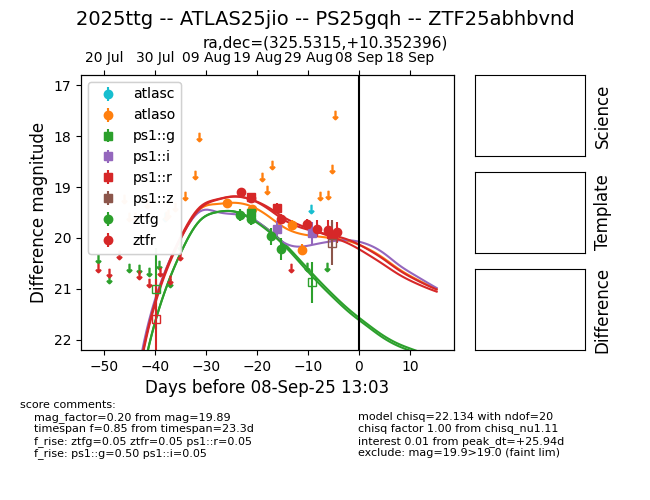 2025ttg -- ATLAS25jio -- PS25gqh -- ZTF25abhbvnd
ra,dec=(325.5315,+10.352396)
20 Jul 30 Jul 09 Aug 19 Aug 29 Aug 08 Sep 18 Sep
17
18
19
20
21
22
Difference magnitude
atlasc
atlaso
ps1::g
ps1::i
ps1::r
ps1::z
ztfg
ztfr
−50 −40 −30 −20 −10 0 10
Days before 08-Sep-25 13:03
Science
Template
Difference
score comments:
mag_factor=0.20 from mag=19.89
timespan f=0.85 from timespan=23.3d
f_rise: ztfg=0.05 ztfr=0.05 ps1::r=0.05
f_rise: ps1::g=0.50 ps1::i=0.05
model chisq=22.134 with ndof=20
chisq factor 1.00 from chisq_nu1.11
interest 0.01 from peak_dt=+25.94d
exclude: mag=19.9>19.0 (faint lim)